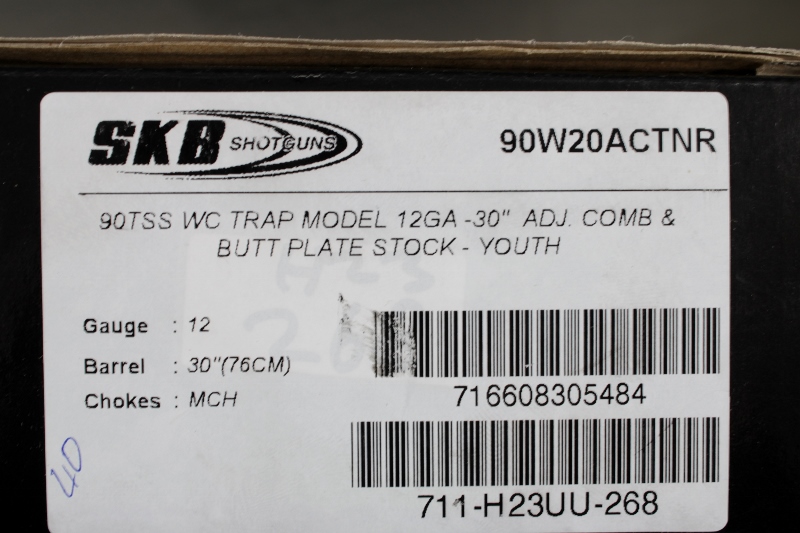 SKB SHOTGUNS
90W20ACTNR
90TSS WC TRAP MODEL 12GA -30" ADJ. COMB &
BUTT PLATE STOCK - YOUTH
Gauge : 12
Barrel : 30"(76CM)
Chokes : MCH
716608305484
711-H23UU-268
40